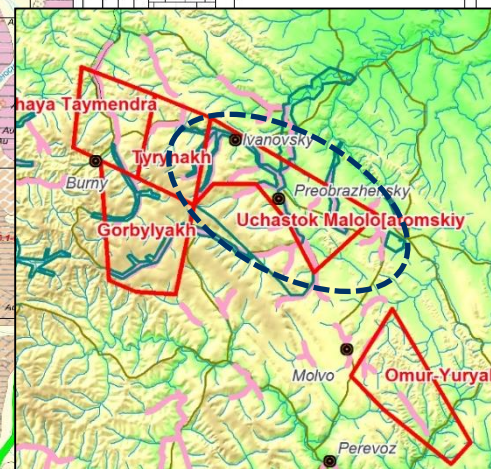 haya Taymendra
Ivanovsky
Tyrynakh
Burny
Preobrazhensky
Uchastok Malolo[aromskiy
Gorbylyakh
Molvo
Omur-Yuryal
Perevoz